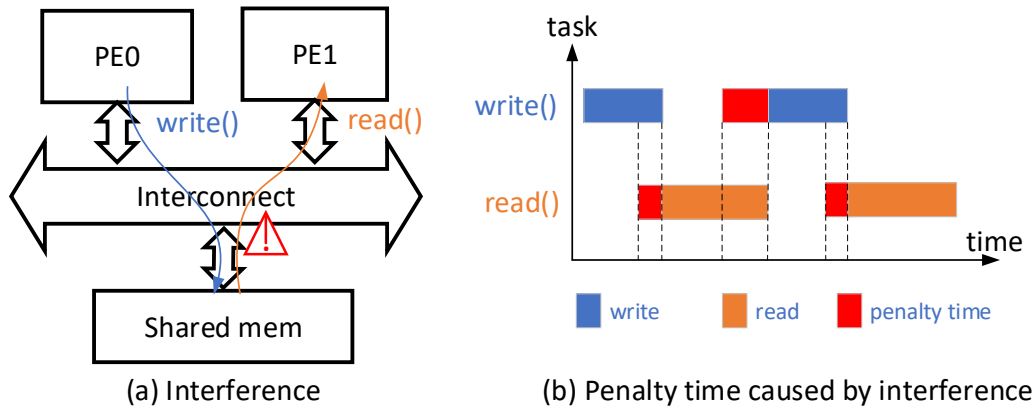 PE0
PE1
write()
read()
Interconnect
Shared mem
(a) Interference
task
write()
read()
time
write
read
penalty time
(b) Penalty time caused by interference